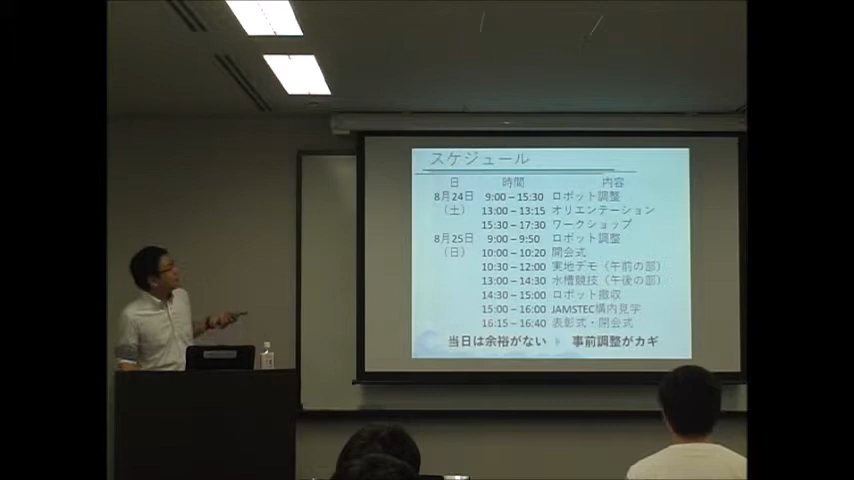 スケジュール
日 時間 内容
8月24日 9:00 – 15:30 ロボット調整
（土） 13:00 – 13:15 オリエンテーション
15:30 – 17:30 ワークショップ
8月25日 9:00 – 9:50 ロボット調整
（日） 10:00 – 10:20 開会式
10:30 – 12:00 実地デモ（午前の部）
13:00 – 14:30 水槽競技（午後の部）
14:30 – 15:00 ロボット撤収
15:00 – 16:00 JAMSTEC構内見学
16:15 – 16:40 表彰式・閉会式
当日は余裕がない 事前調整がカギ